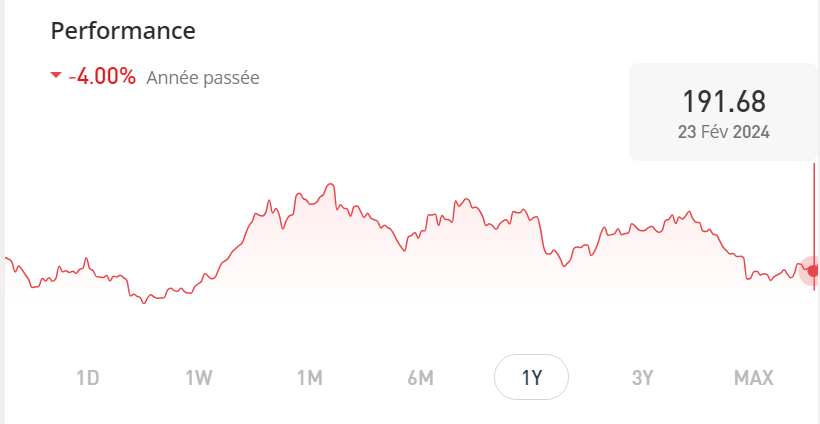 Performance
-4.00% Année passée
191.68
23 Fév 2024
1D 1W 1M 6M 1Y 3Y MAX